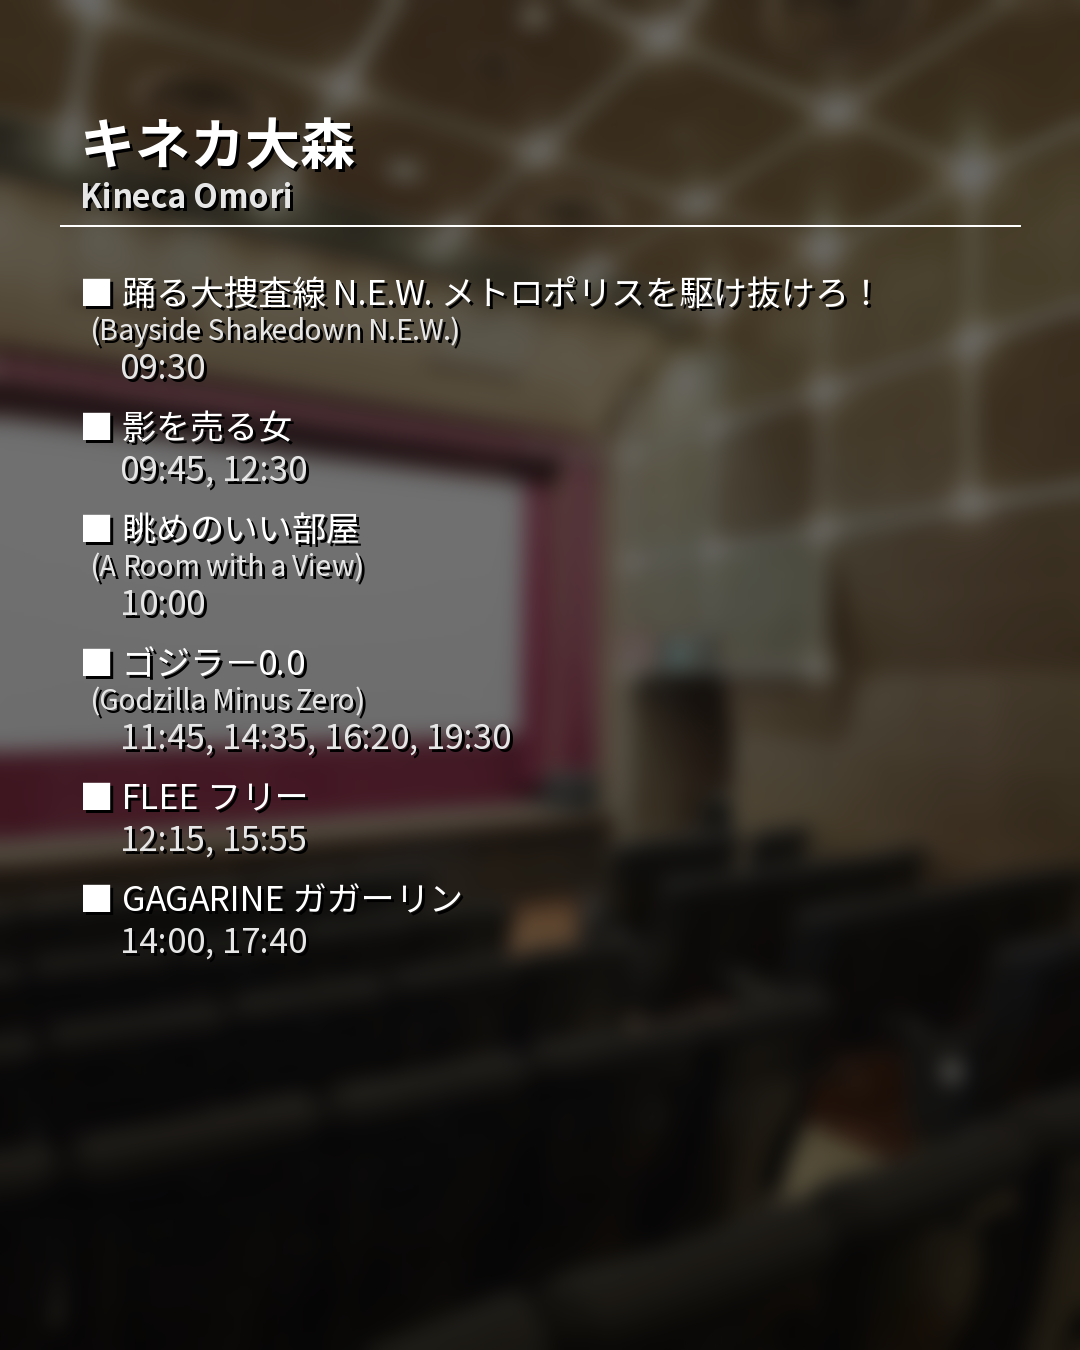 キネカ大森
Kineca Omori
■ 踊る大捜査線 N.E.W. メトロポリスを駆け抜けろ！
(Bayside Shakedown N.E.W.)
09:30
■ 影を売る女
09:45, 12:30
■ 眺めのいい部屋
(A Room with a View)
10:00
■ ゴジラー0.0
(Godzilla Minus Zero)
11:45, 14:35, 16:20, 19:30
■ FLEE フリー
12:15, 15:55
■ GAGARINE ガガーリン
14:00, 17:40